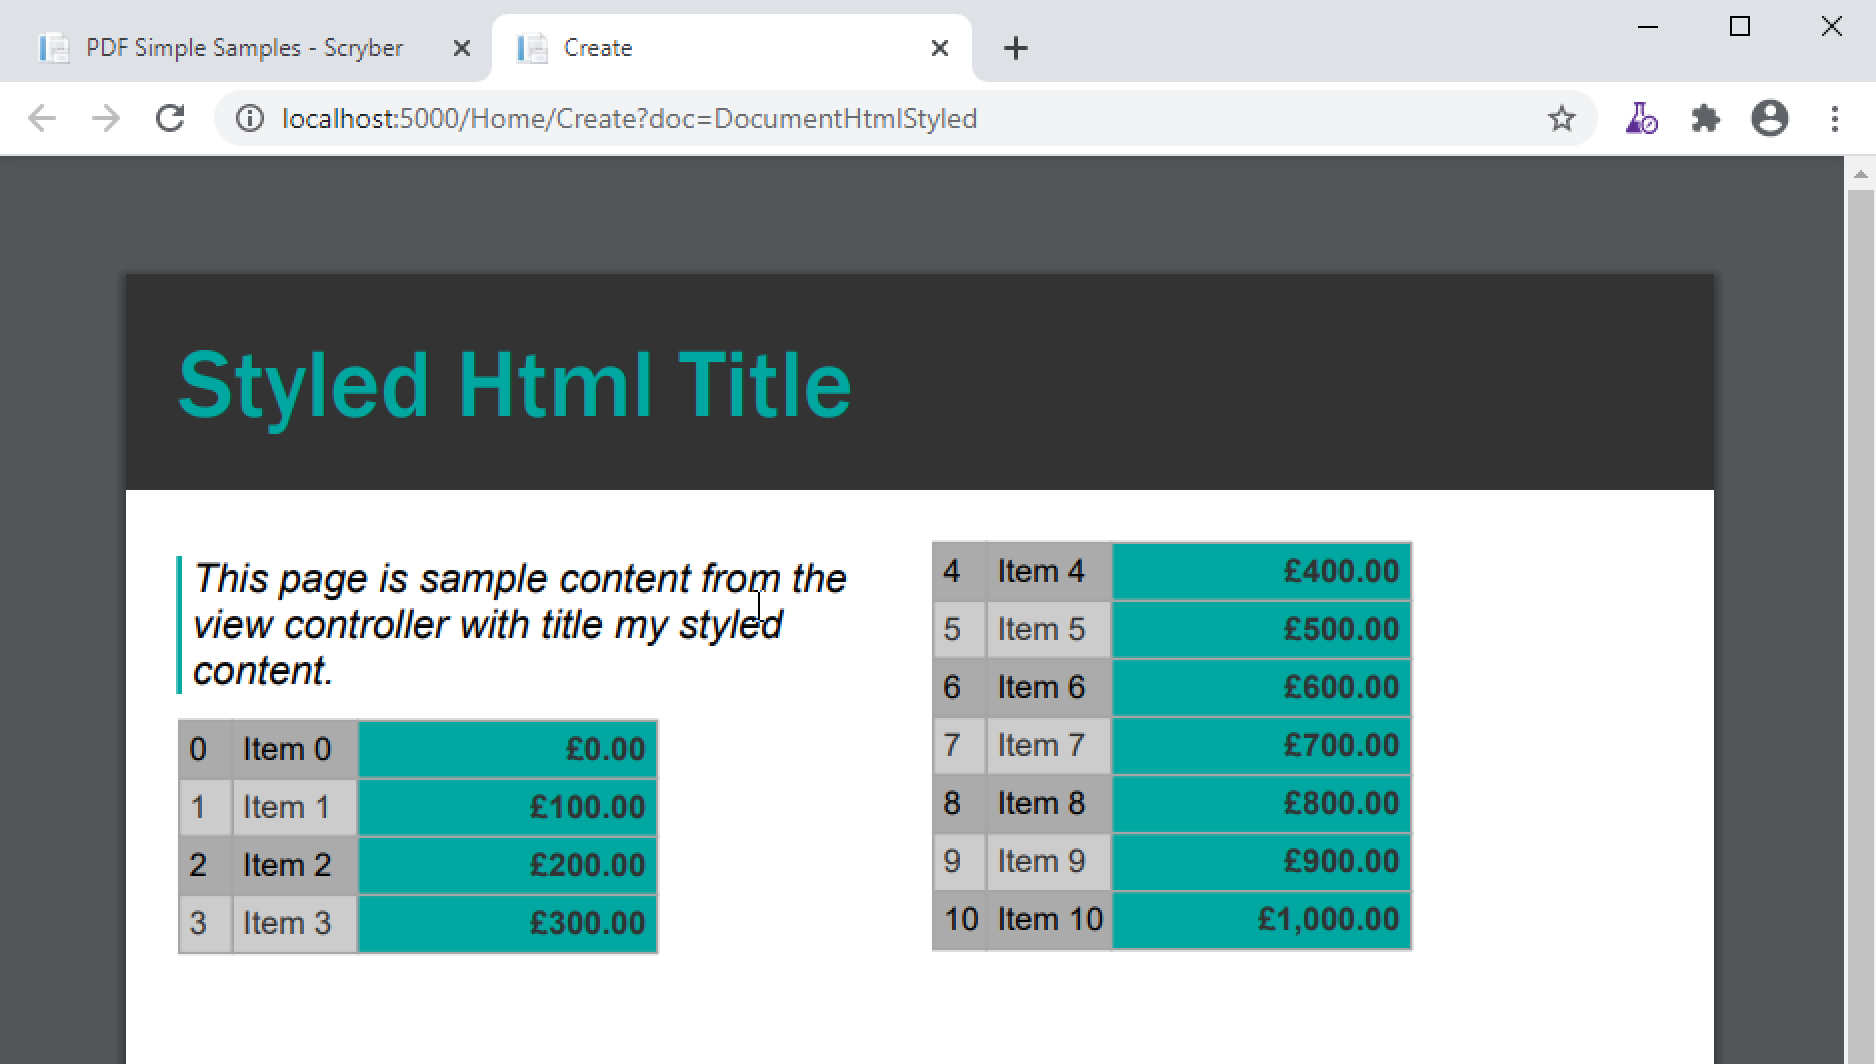 PDF Simple Samples - Scryber
Create
localhost:5000/Home/Create?doc=DocumentHtmlStyled
Styled Html Title
This page is sample content from the
view controller with title my styled
content.
0 Item 0 £0.00
1 Item 1 £100.00
2 Item 2 £200.00
3 Item 3 £300.00
4 Item 4 £400.00
5 Item 5 £500.00
6 Item 6 £600.00
7 Item 7 £700.00
8 Item 8 £800.00
9 Item 9 £900.00
10 Item 10 £1,000.00